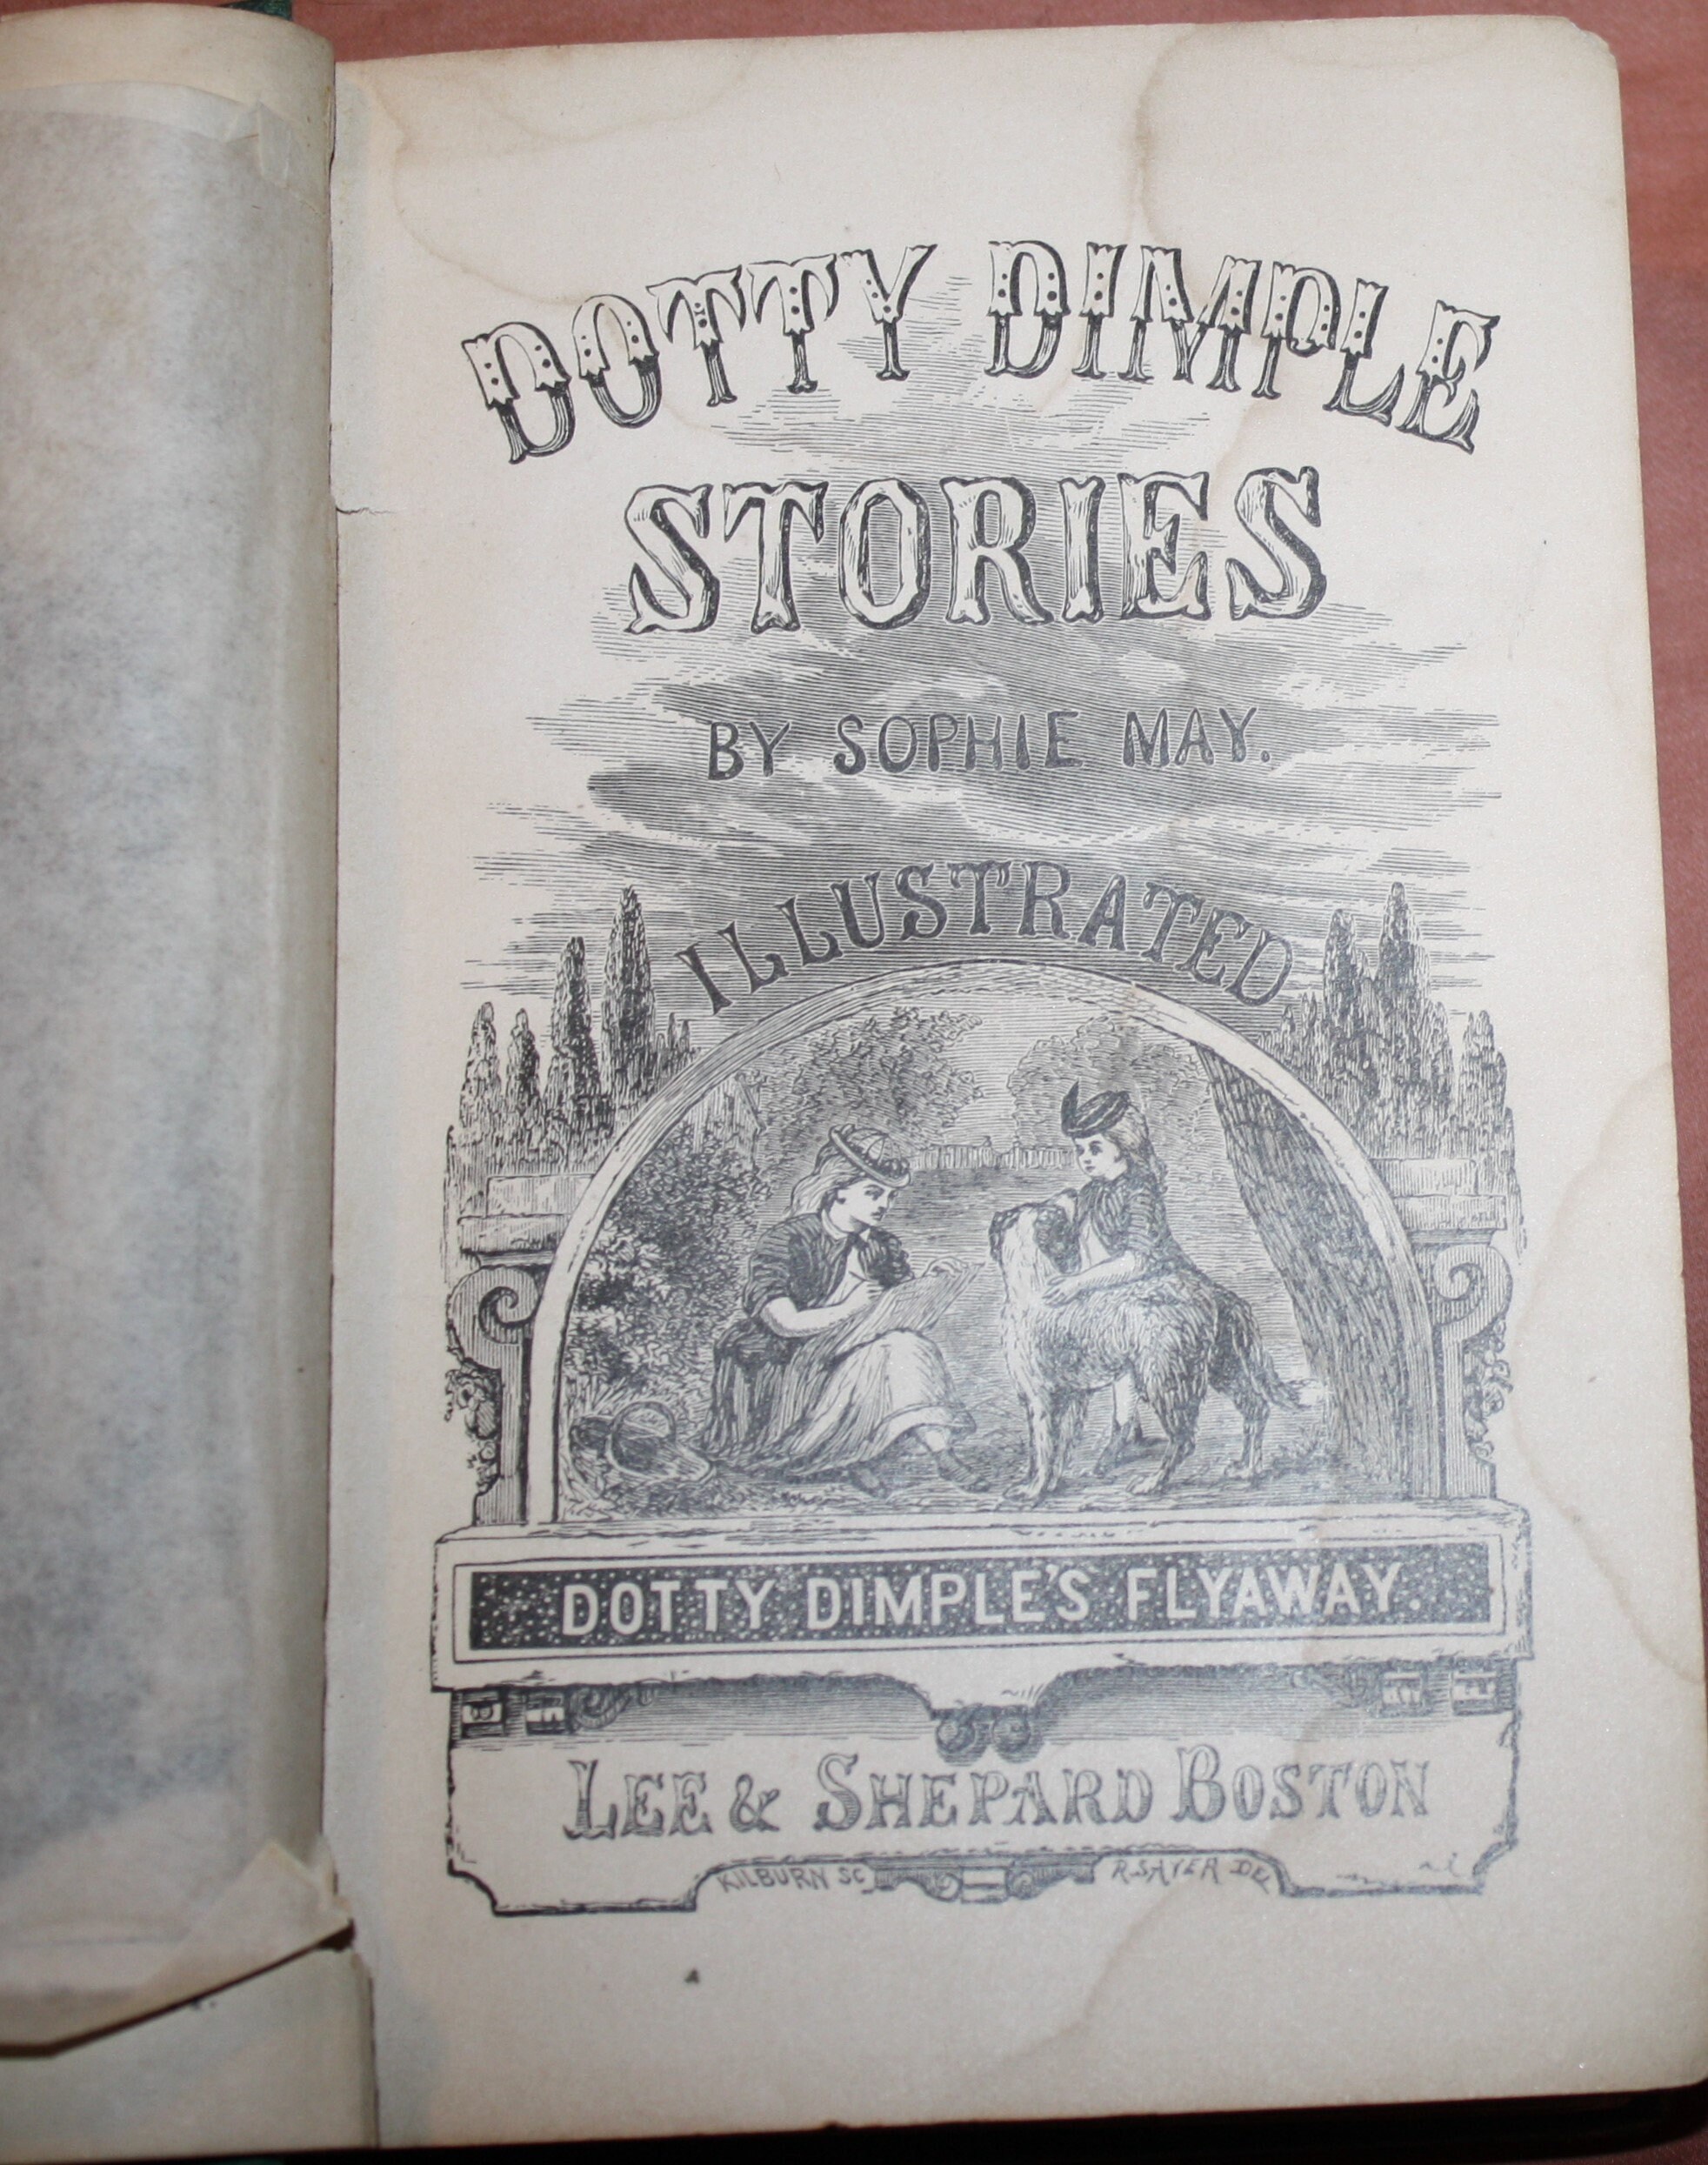 DOTTY DIMPLE
STORIES
BY SOPHIE MAY.
ILLUSTRATED
DOTTY DIMPLE'S FLYAWAY.
LEE & SHEPARD BOSTON
KILBURN SC
R. SAYER DEL